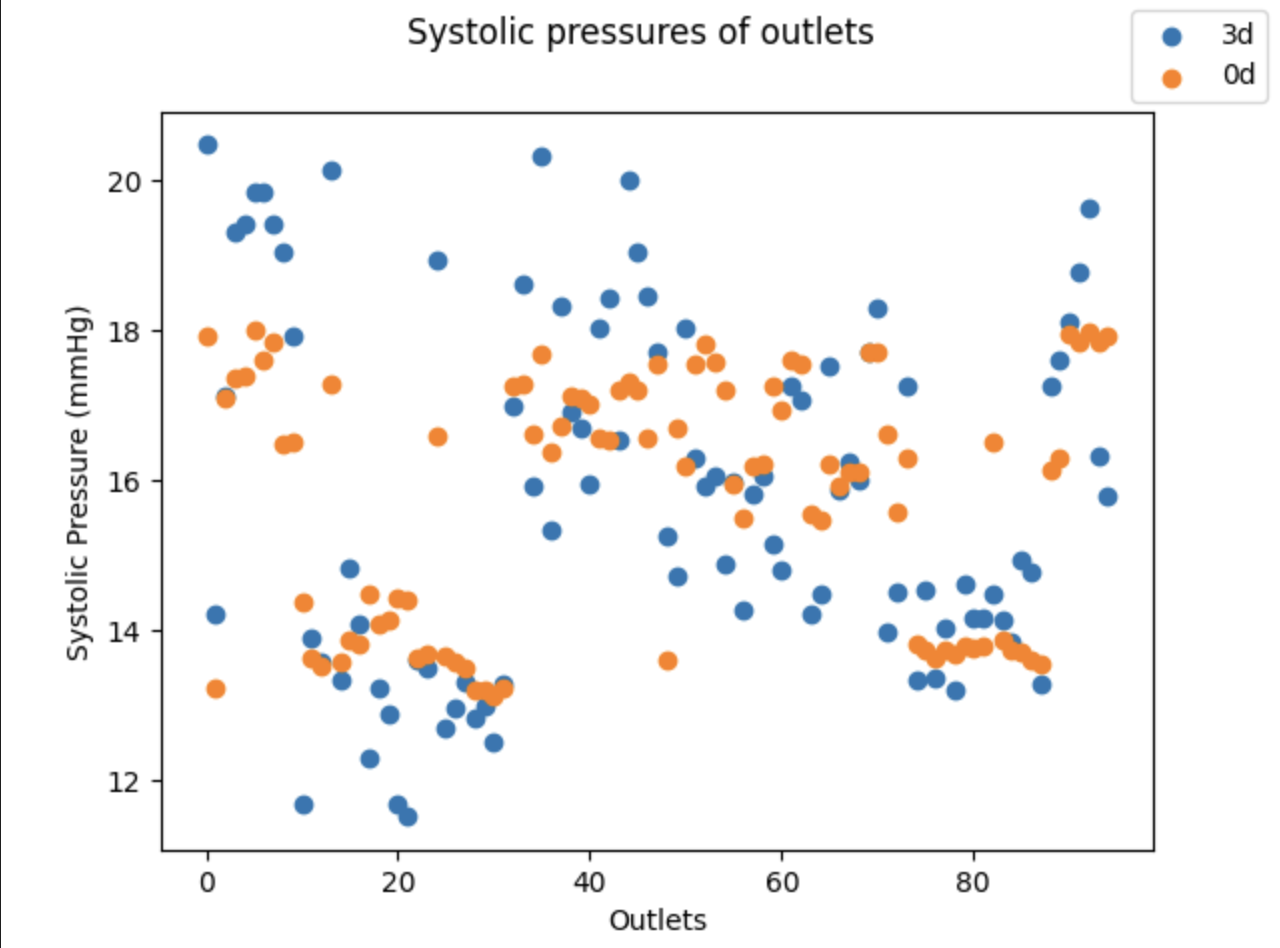 Systolic pressures of outlets
3d
0d
20
18
16
14
12
Systolic Pressure (mmHg)
0 20 40 60 80
Outlets